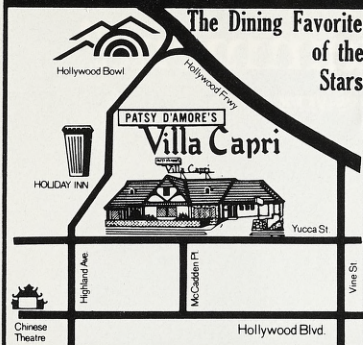 The Dining Favorite
of the
Stars
Hollywood Bowl
Hollywood Frwy
PATSY D'AMORE'S
Villa Capri
Villa Capri
HOLIDAY INN
Yucca St.
Highland Ave.
McCadden Pl.
Vine St.
Chinese
Theatre
Hollywood Blvd.